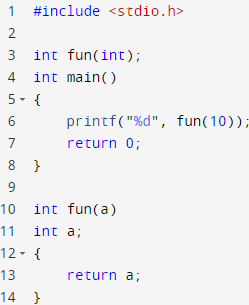 1 #include <stdio.h>
2
3 int fun(int);
4 int main()
5 {
6     printf("%d", fun(10));
7     return 0;
8 }
9
10 int fun(a)
11 int a;
12 {
13     return a;
14 }